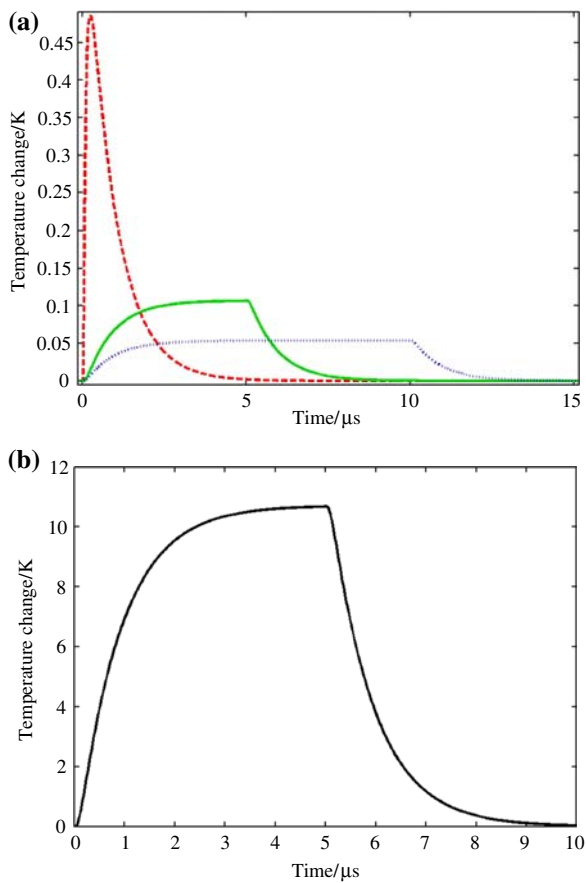 (a)
0.45
0.4
0.35
0.3
0.25
0.2
0.15
0.1
0.05
0
Temperature change/K
0 5 10 15
Time/μs
(b)
12
10
8
6
4
2
0
Temperature change/K
0 1 2 3 4 5 6 7 8 9 10
Time/μs